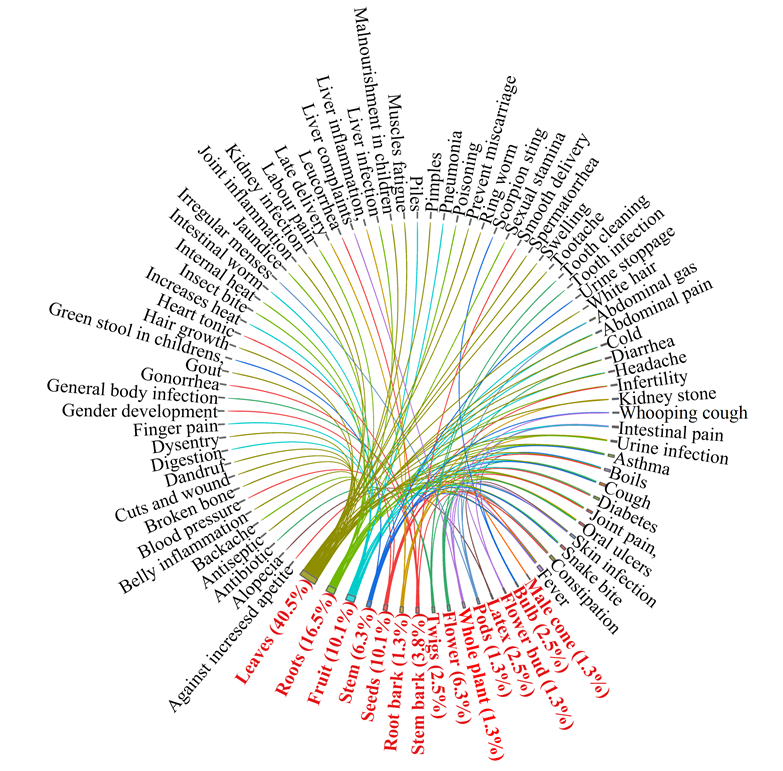 Malnourishment in children
Muscles fatigue
Piles
Pimples
Pneumonia
Poisoning
Prevent miscarriage
Ring worm
Scorpion sting
Sexual stamina
Smooth delivery
Spermatorrhea
Swelling
Tootache
Tooth cleaning
Tooth infection
Urine stoppage
White hair
Abdominal gas
Abdominal pain
Cold
Diarrhea
Headache
Infertility
Kidney stone
Whooping cough
Intestinal pain
Urine infection
Asthma
Boils
Cough
Diabetes
Joint pain,
Oral ulcers
Skin infection
Snake bite
Constipation
Fever
Male cone (1.3%)
Bulb (2.5%)
Flower bud (1.3%)
Latex (2.5%)
Pods (1.3%)
Whole plant (1.3%)
Flower (6.3%)
Twigs (2.5%)
Stem bark (3.8%)
Root bark (1.3%)
Seeds (10.1%)
Stem (6.3%)
Fruit (10.1%)
Roots (16.5%)
Leaves (40.5%)
Against incresesd apetite
Alopecia
Antibiotic
Antiseptic
Backache
Belly inflammation
Blood pressure
Broken bone
Cuts and wound
Dandruf
Digestion
Dysentry
Finger pain
Gender development
General body infection
Gonorrhea
Gout
Green stool in childrens,
Hair growth
Heart tonic
Increases heat
Insect bite
Internal heat
Intestinal worm
Irregular menses
Jaundice
Joint inflammation
Kidney infection
Labour pain
Late delivery
Leucorrhea
Liver complaints
Liver inflammation,
Liver infection